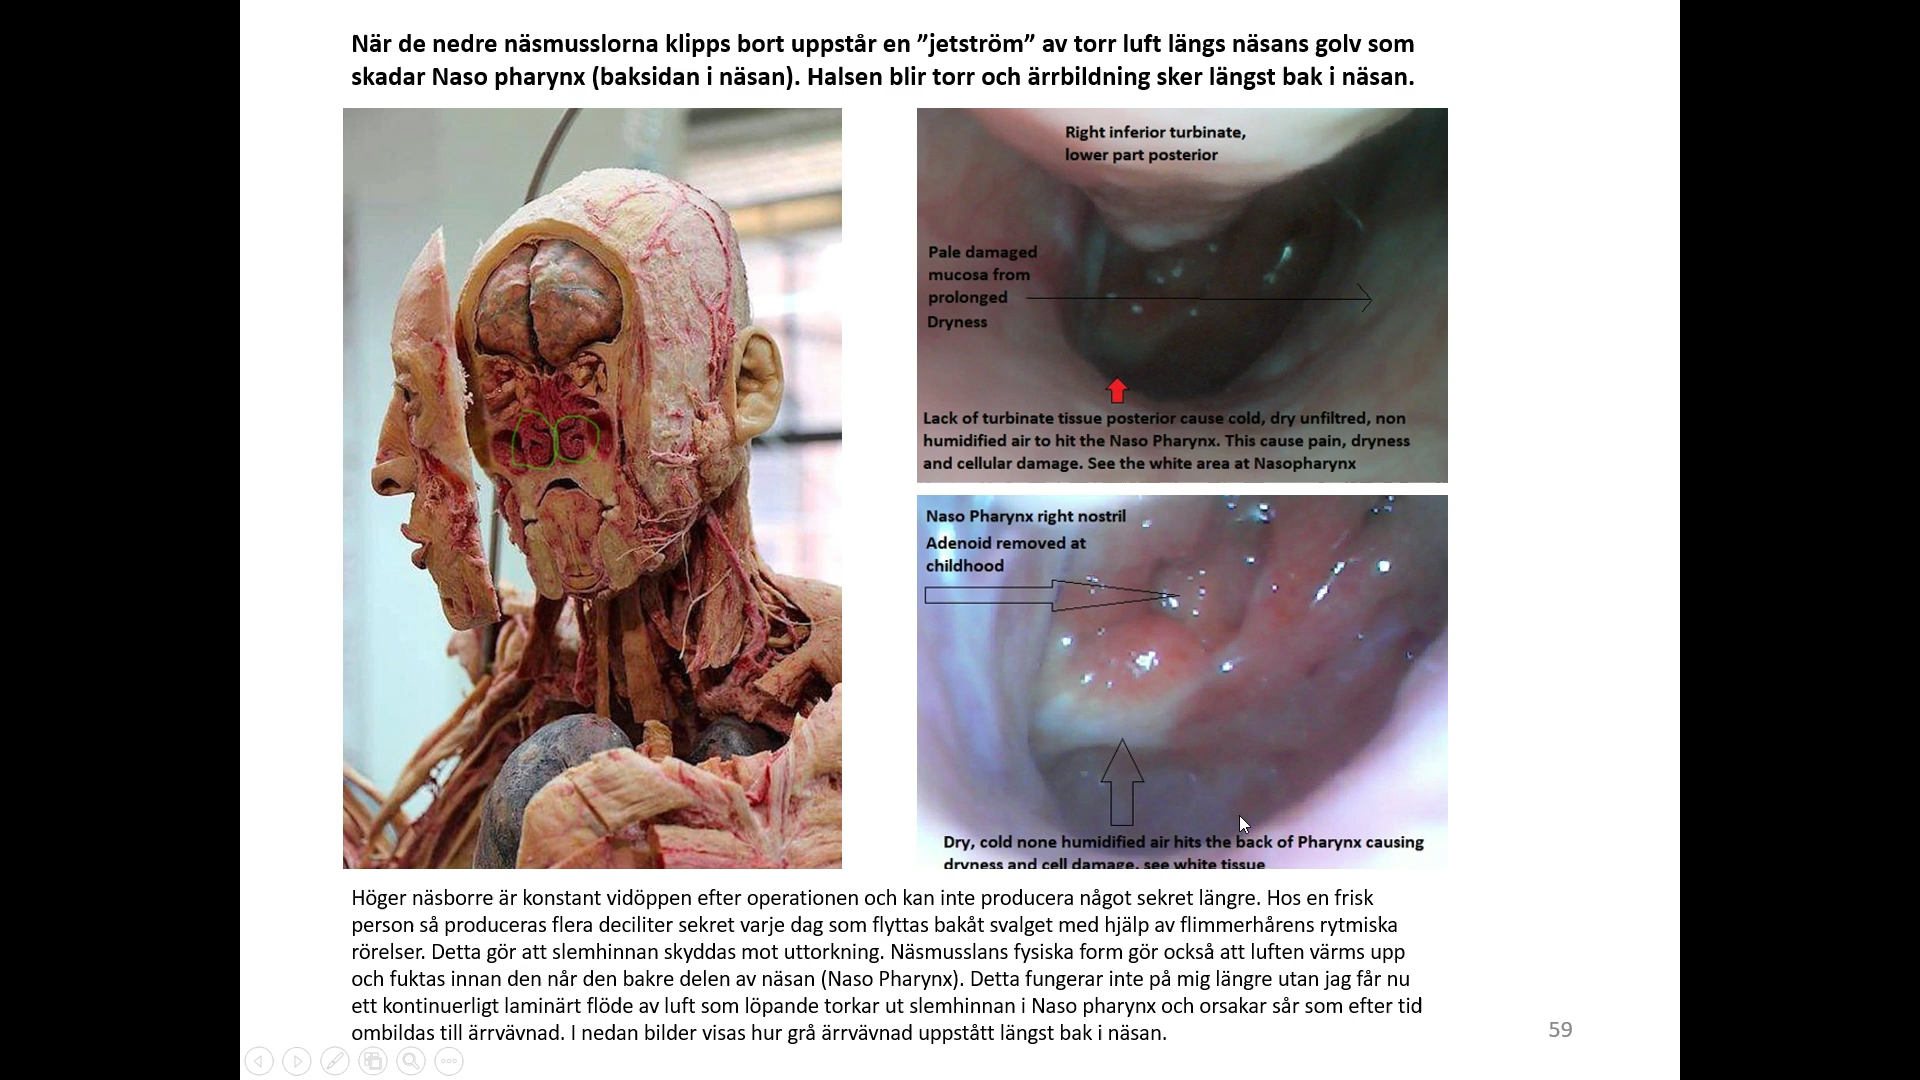 När de nedre näsmusslorna klipps bort uppstår en ”jetström” av torr luft längs näsans golv som
skadar Naso pharynx (baksidan i näsan). Halsen blir torr och ärrbildning sker längst bak i näsan.
Right inferior turbinate,
lower part posterior
Pale damaged
mucosa from
prolonged
Dryness
Lack of turbinate tissue posterior cause cold, dry unfiltred, non
humidified air to hit the Naso Pharynx. This cause pain, dryness
and cellular damage. See the white area at Nasopharynx
Naso Pharynx right nostril
Adenoid removed at
childhood
Dry, cold none humidified air hits the back of Pharynx causing
dryness and cell damage, see white tissue
Höger näsborre är konstant vidöppen efter operationen och kan inte producera något sekret längre. Hos en frisk
person så produceras flera deciliter sekret varje dag som flyttas bakåt svalget med hjälp av flimmerhårens rytmiska
rörelser. Detta gör att slemhinnan skyddas mot uttorkning. Näsmusslans fysiska form gör också att luften värms upp
och fuktas innan den når den bakre delen av näsan (Naso Pharynx). Detta fungerar inte på mig längre utan jag får nu
ett kontinuerligt laminärt flöde av luft som löpande torkar ut slemhinnan i Naso pharynx och orsakar sår som efter tid
ombildas till ärrvävnad. I nedan bilder visas hur grå ärrvävnad uppstått längst bak i näsan.
59